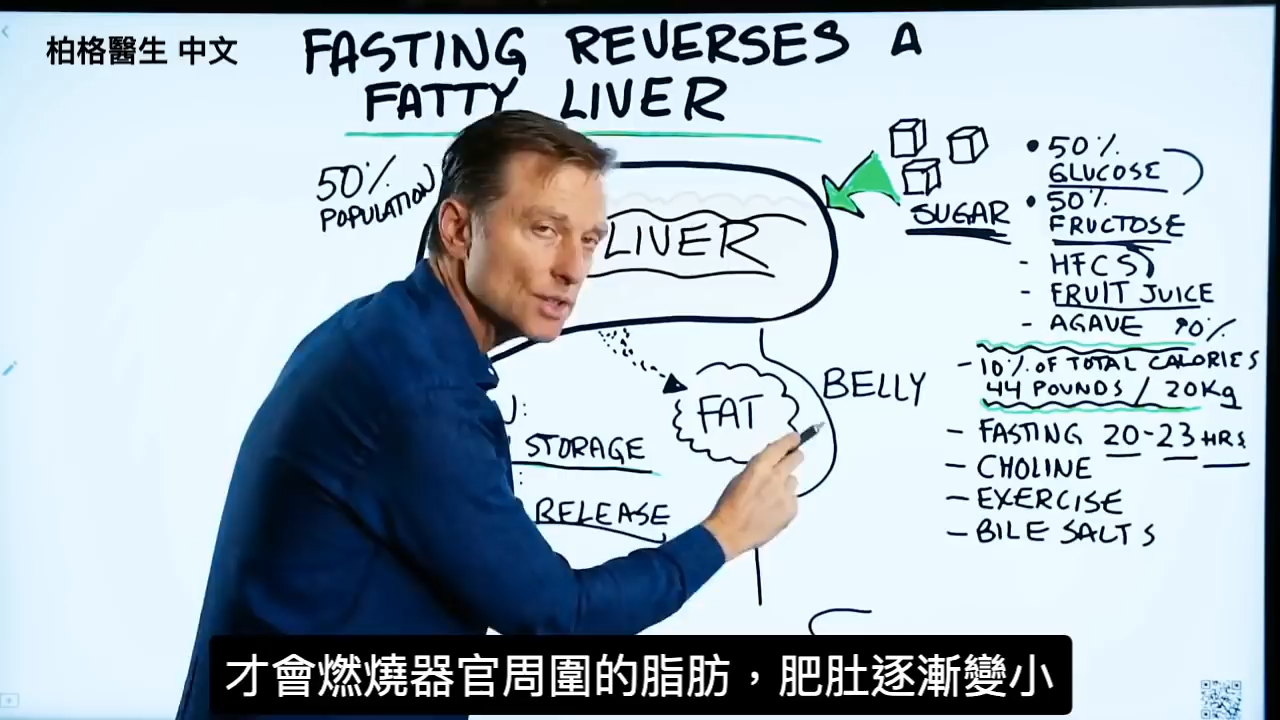 柏格醫生 中文
FASTING REVERSES A
FATTY LIVER
50%
POPULATION
LIVER
SUGAR
• 50%
GLUCOSE
• 50%
FRUCTOSE
- HFCS
- FRUIT JUICE
- AGAVE 90%
- 10% OF TOTAL CALORIES
44 POUNDS / 20Kg
- FASTING 20-23 HRS
- CHOLINE
- EXERCISE
- BILE SALTS
BELLY
FAT
STORAGE
RELEASE
才會燃燒器官周圍的脂肪，肥肚逐漸變小